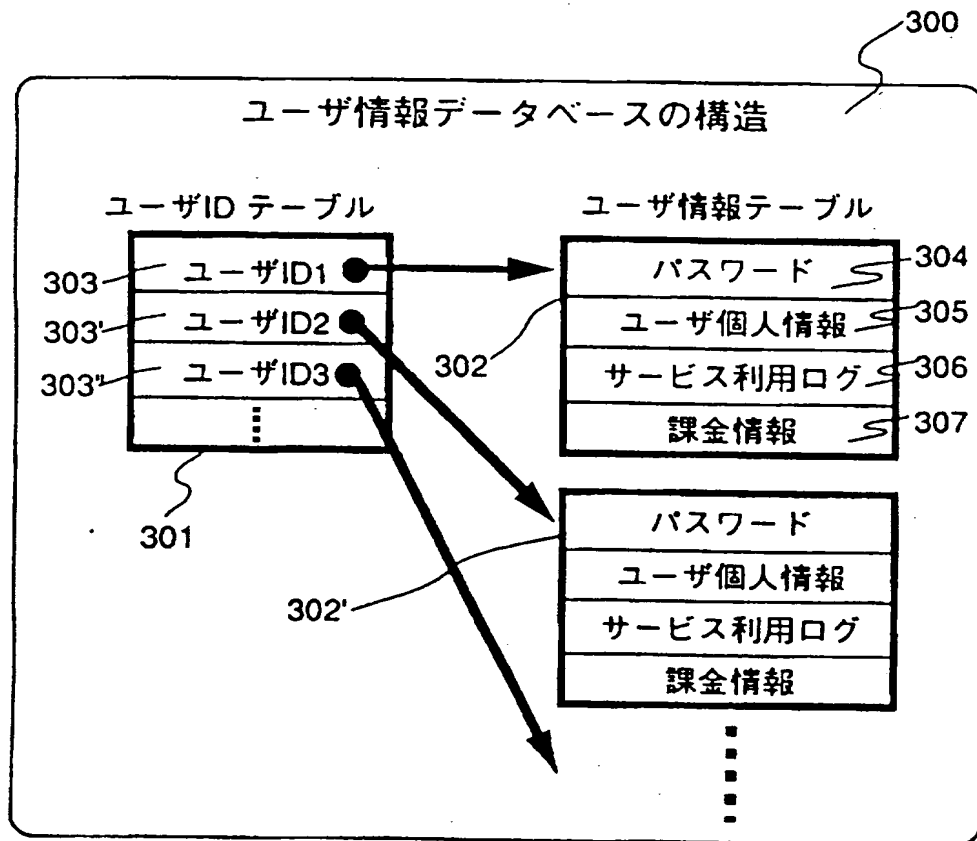 300
ユーザ情報データベースの構造
ユーザID テーブル
ユーザ情報テーブル
303
ユーザID1
303'
ユーザID2
303"
ユーザID3
301
パスワード
304
302
ユーザ個人情報
305
サービス利用ログ
306
課金情報
307
302'
パスワード
ユーザ個人情報
サービス利用ログ
課金情報